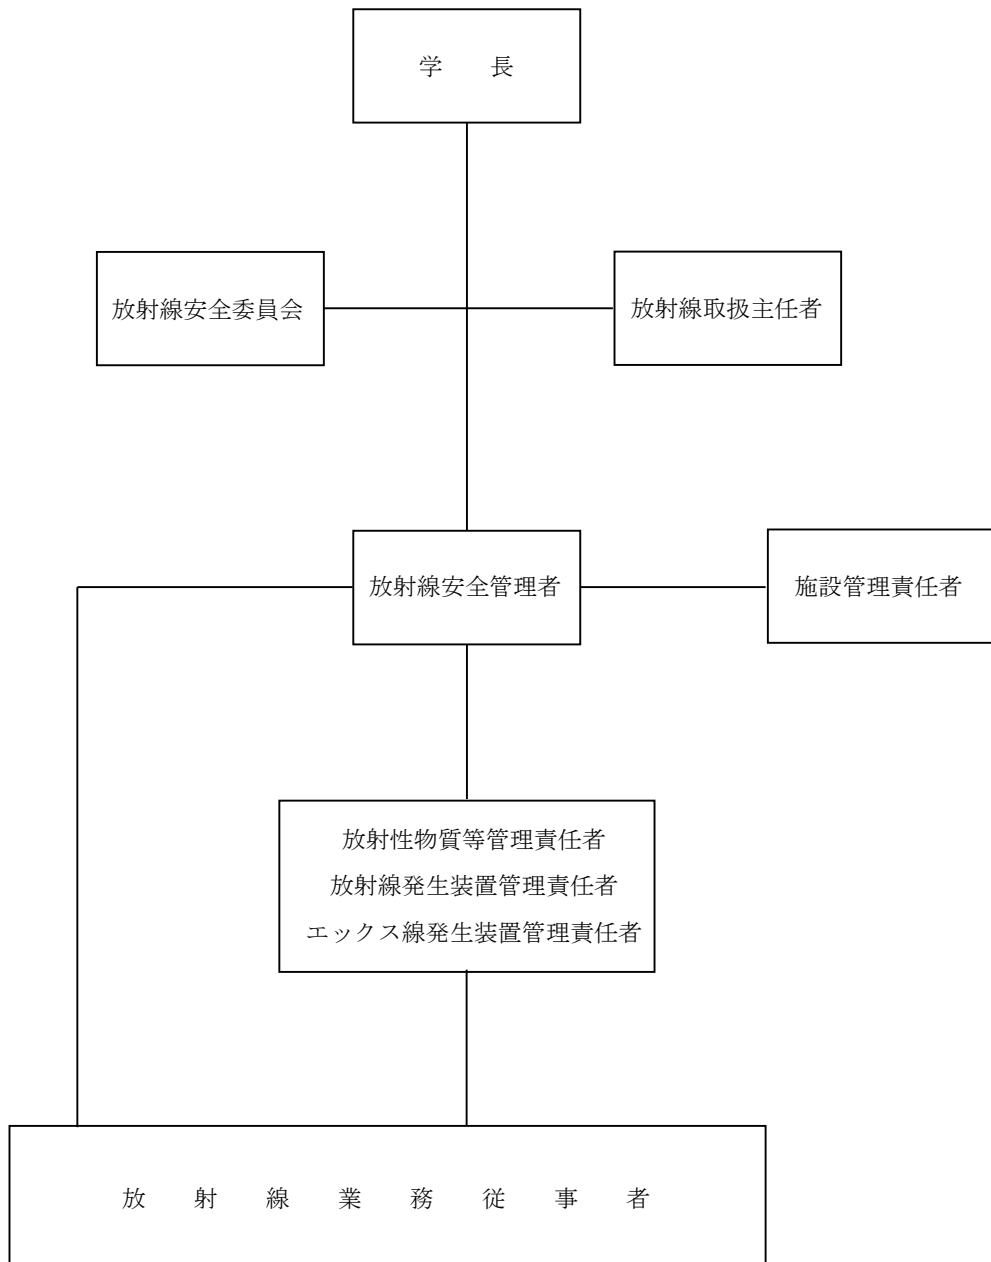 学　　長
放射線安全委員会
放射線取扱主任者
放射線安全管理者
施設管理責任者
放射性物質等管理責任者
放射線発生装置管理責任者
エックス線発生装置管理責任者
放　射　線　業　務　従　事　者